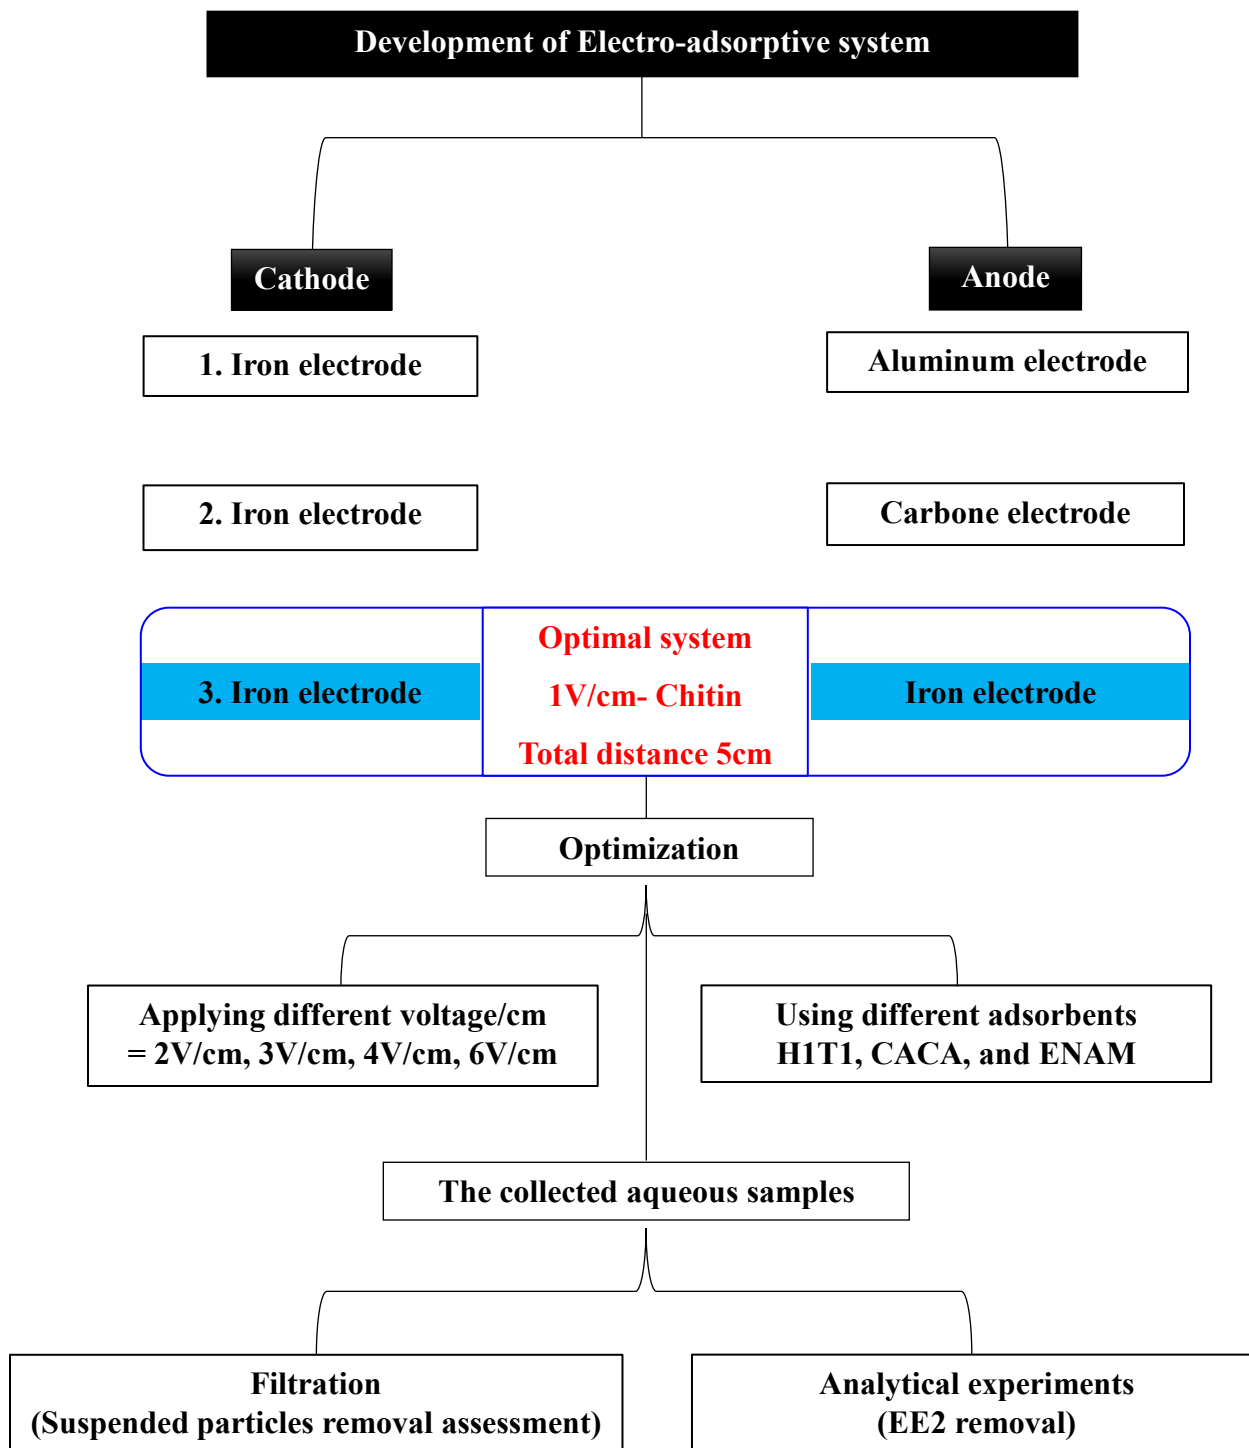 Development of Electro-adsorptive system
Cathode
Anode
1. Iron electrode
Aluminum electrode
2. Iron electrode
Carbone electrode
Optimal system
3. Iron electrode
1V/cm- Chitin
Iron electrode
Total distance 5cm
Optimization
Applying different voltage/cm
= 2V/cm, 3V/cm, 4V/cm, 6V/cm
Using different adsorbents
H1T1, CACA, and ENAM
The collected aqueous samples
Filtration
(Suspended particles removal assessment)
Analytical experiments
(EE2 removal)